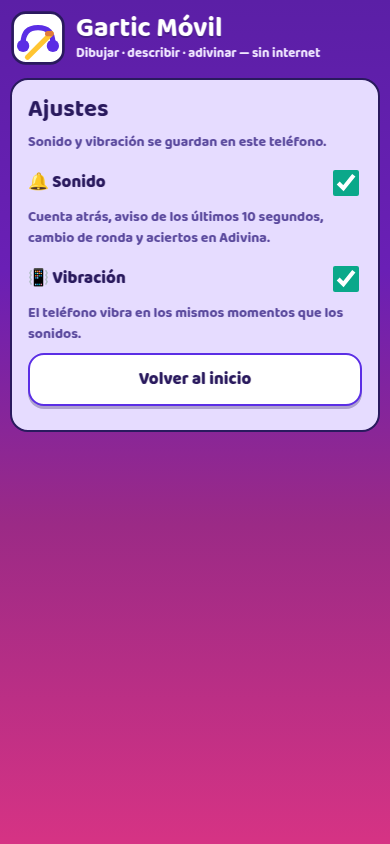 Gartic Móvil
Dibujar · describir · adivinar — sin internet
Ajustes
Sonido y vibración se guardan en este teléfono.
🔔 Sonido
Cuenta atrás, aviso de los últimos 10 segundos,
cambio de ronda y aciertos en Adivina.
📳 Vibración
El teléfono vibra en los mismos momentos que los
sonidos.
Volver al inicio